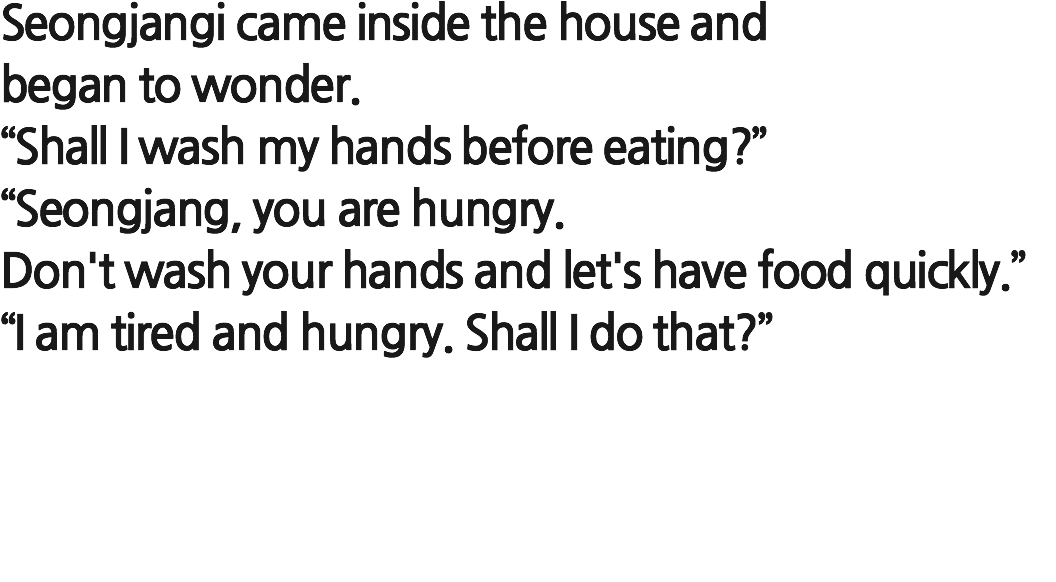 Seongjangi came inside the house and
began to wonder.
“Shall I wash my hands before eating?”
“Seongjang, you are hungry.
Don't wash your hands and let's have food quickly.”
“I am tired and hungry. Shall I do that?”